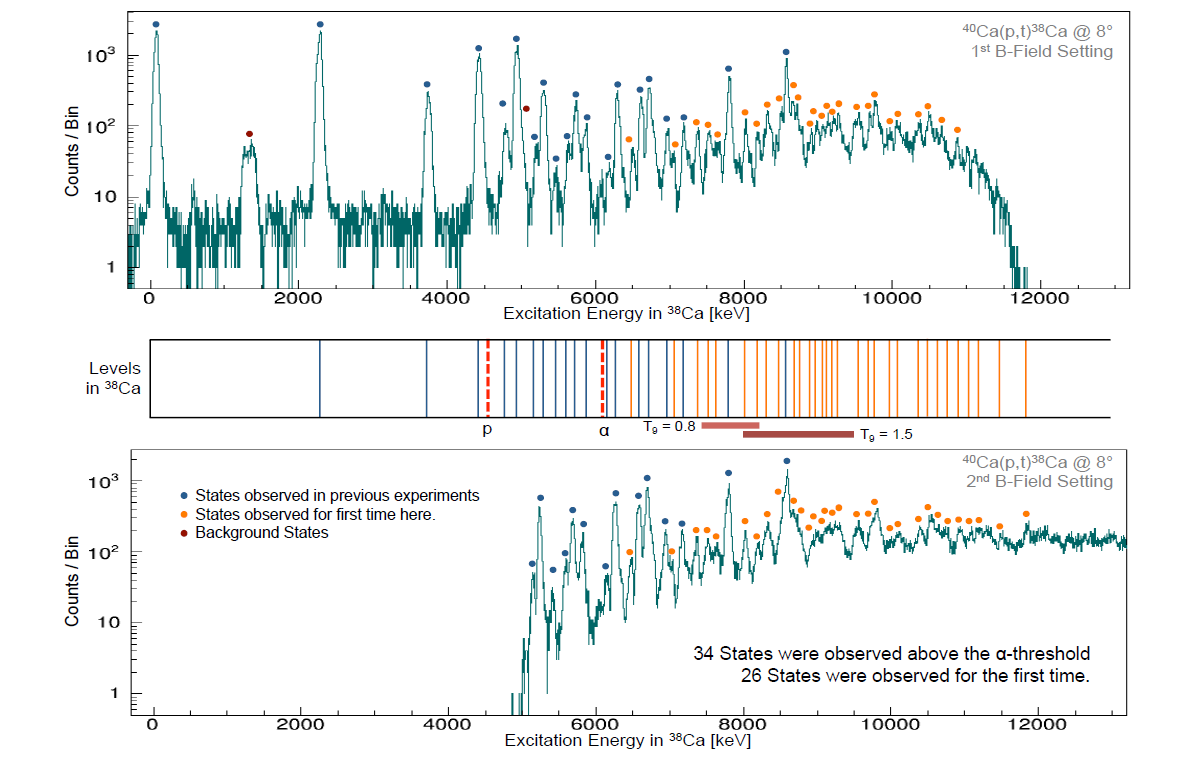 ⁴⁰Ca(p,t)³⁸Ca @ 8°
1ˢᵗ B-Field Setting
Counts / Bin
10³
10²
10
1
0 2000 4000 6000 8000 10000 12000
Excitation Energy in ³⁸Ca [keV]
Levels
in ³⁸Ca
p α
T₉ = 0.8
T₉ = 1.5
⁴⁰Ca(p,t)³⁸Ca @ 8°
2ⁿᵈ B-Field Setting
Counts / Bin
10³
10²
10
1
States observed in previous experiments
States observed for first time here.
Background States
34 States were observed above the α-threshold
26 States were observed for the first time.
0 2000 4000 6000 8000 10000 12000
Excitation Energy in ³⁸Ca [keV]